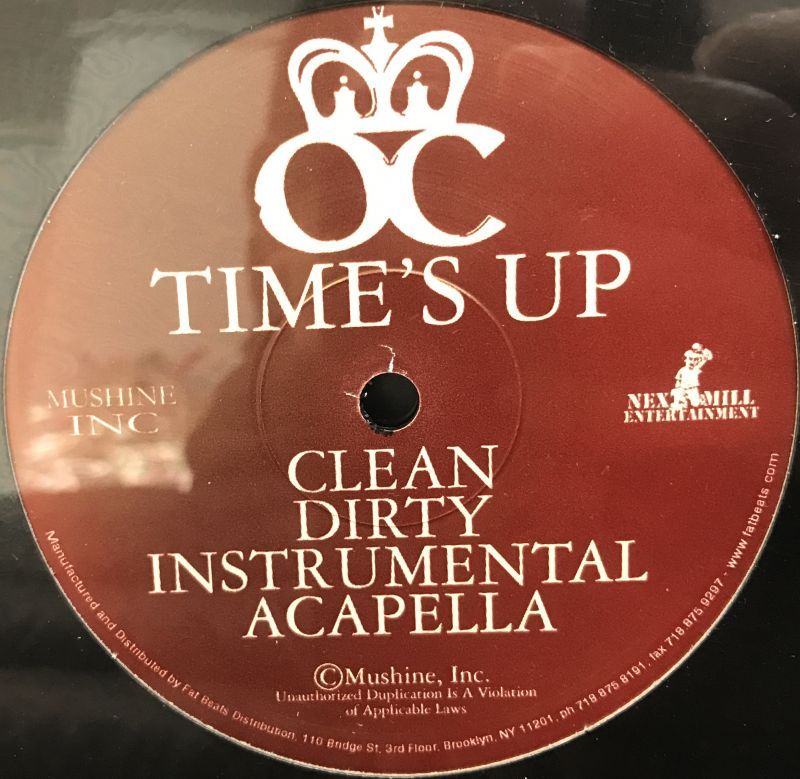 OC
TIME'S UP
MUSHINE
INC
NEXT MILL
ENTERTAINMENT
CLEAN
DIRTY
INSTRUMENTAL
ACAPELLA
©Mushine, Inc.
Unauthorized Duplication Is A Violation
of Applicable Laws
Manufactured and Distributed by Fat Beats Distribution, 110 Bridge St, 3rd Floor, Brooklyn, NY 11201, ph 718 875 8191, fax 718 875 9297 - www.fatbeats.com